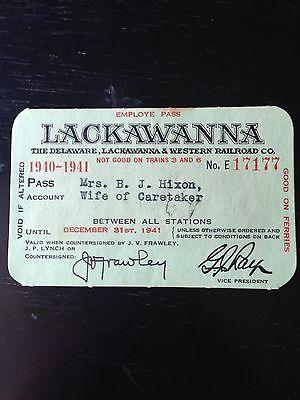 EMPLOYE PASS
LACKAWANNA
THE DELAWARE, LACKAWANNA & WESTERN RAILROAD CO.
1940-1941
NOT GOOD ON TRAINS 3 AND 6
No. E 17177
PASS Mrs. B. J. Hixon,
ACCOUNT Wife of Caretaker
BETWEEN ALL STATIONS
UNTIL DECEMBER 31ST. 1941
{UNLESS OTHERWISE ORDERED AND
SUBJECT TO CONDITIONS ON BACK
VALID WHEN COUNTERSIGNED BY J. V. FRAWLEY,
J. P. LYNCH OR
COUNTERSIGNED BY
JVFrawley
VICE PRESIDENT
VOID IF ALTERED
GOOD ON FERRIES